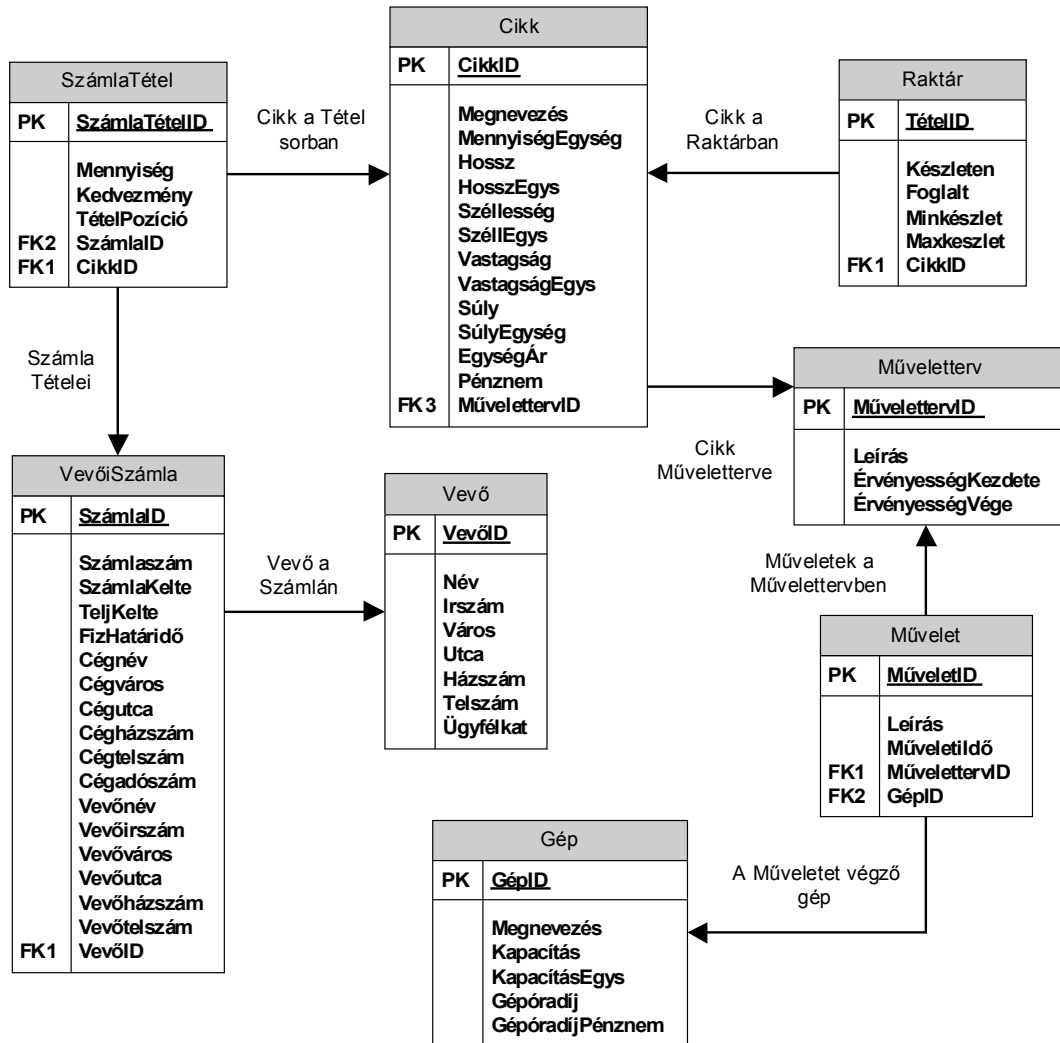 Cikk
PK CikkID
Megnevezés
MennyiségEgység
Hossz
HosszEgys
Széllesség
SzéllEgys
Vastagság
VastagságEgys
Súly
SúlyEgység
EgységÁr
Pénznem
FK3 MűvelettervID
SzámlaTétel
PK SzámlaTételID
Mennyiség
Kedvezmény
TételPozíció
FK2 SzámlaID
FK1 CikkID
Cikk a Tétel
sorban
Cikk a
Raktárban
Raktár
PK TételID
Készleten
Foglalt
Minkészlet
Maxkeszlet
FK1 CikkID
Számla
Tételei
Cikk
Műveletterve
Műveletterv
PK MűvelettervID
Leírás
ÉrvényességKezdete
ÉrvényességVége
VevőiSzámla
PK SzámlaID
Számlaszám
SzámlaKelte
TeljKelte
FizHatáridő
Cégnév
Cégváros
Cégutca
Cégházszám
Cégtelszám
Cégadószám
Vevőnév
Vevőirszám
Vevőváros
Vevőutca
Vevőházszám
Vevőtelszám
FK1 VevőID
Vevő a
Számlán
Vevő
PK VevőID
Név
Irszám
Város
Utca
Házszám
Telszám
Ügyfélkat
Műveletek a
Művelettervben
Művelet
PK MűveletID
Leírás
MűveletiIdő
FK1 MűvelettervID
FK2 GépID
A Műveletet végző
gép
Gép
PK GépID
Megnevezés
Kapacítás
KapacításEgys
Gépóradíj
GépóradíjPénznem